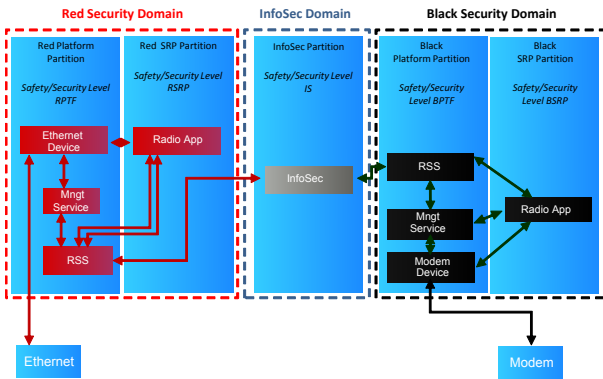 Red Security Domain
InfoSec Domain
Black Security Domain
Red Platform
Partition
Safety/Security Level
RPTF
Red SRP Partition
Safety/Security Level
RSRP
InfoSec Partition
Safety/Security Level
IS
Black
Platform Partition
Safety/Security
Level BPTF
Black
SRP Partition
Safety/Security
Level BSRP
Ethernet
Device
Radio App
Mngt
Service
RSS
InfoSec
RSS
Mngt
Service
Modem
Device
Radio App
Ethernet
Modem